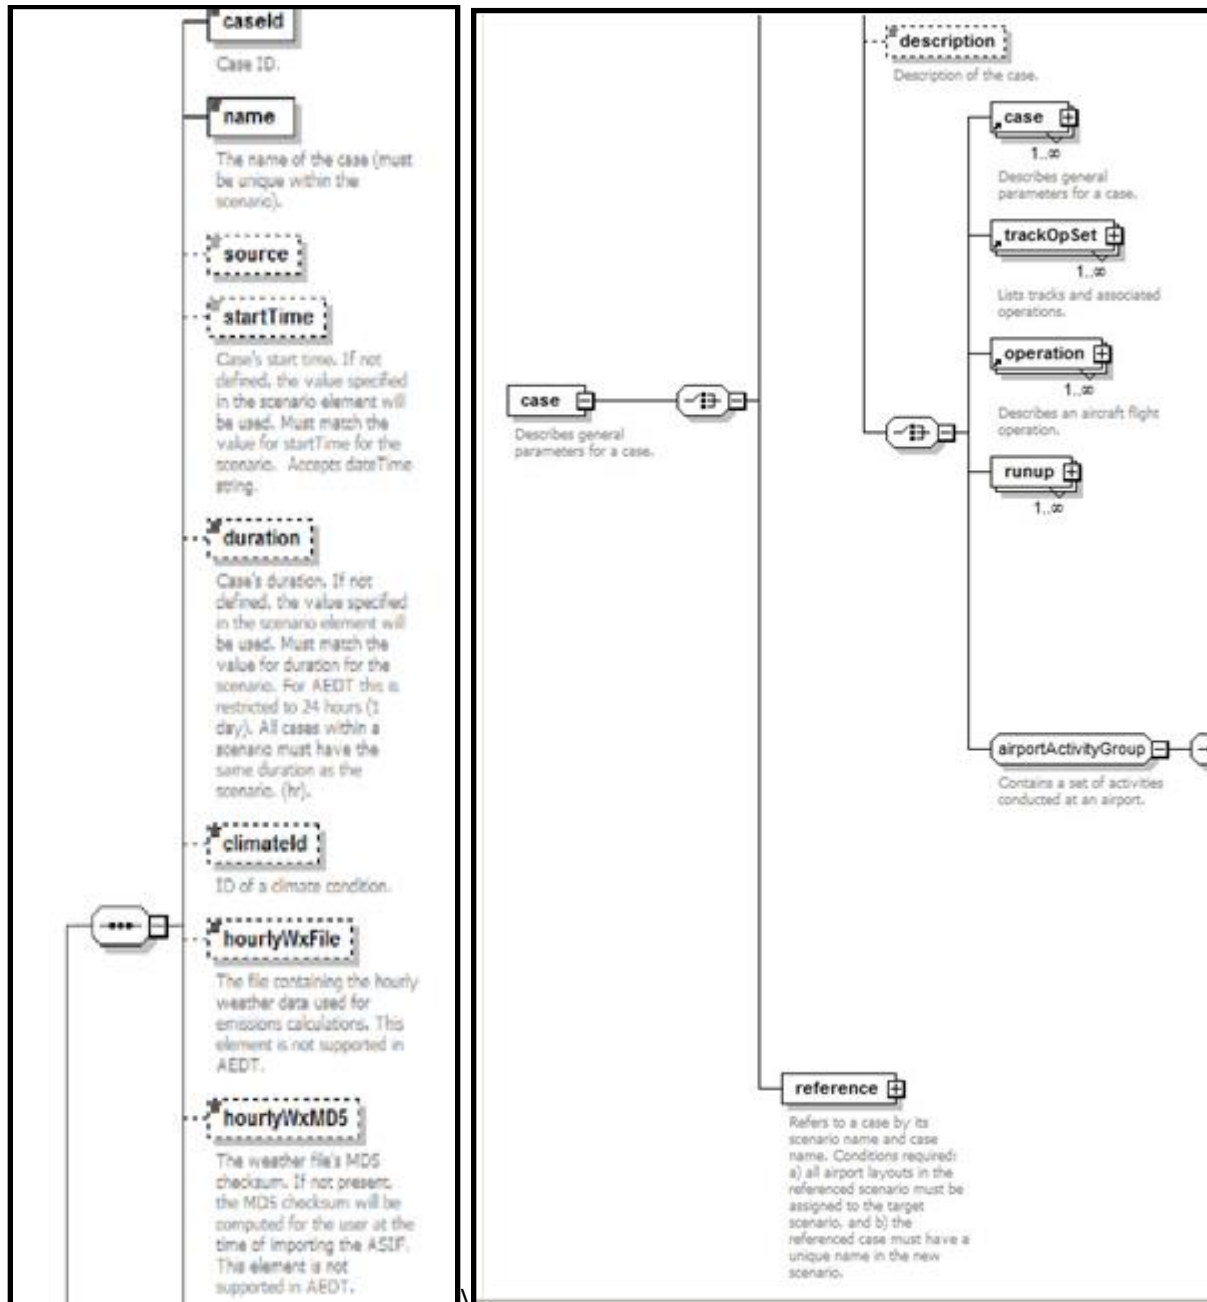 caseId
Case ID.
name
The name of the case (must
be unique within the
scenario).
source
startTime
Case's start time. If not
defined, the value specified
in the scenario element will
be used. Must match the
value for startTime for the
scenario. Accepts dateTime
string.
duration
Case's duration. If not
defined, the value specified
in the scenario element will
be used. Must match the
value for duration for the
scenario. For AEDT this is
restricted to 24 hours (1
day). All cases within a
scenario must have the
same duration as the
scenario. (hr).
climateId
ID of a climate condition.
hourlyWxFile
The file containing the hourly
weather data used for
emissions calculations. This
element is not supported in
AEDT.
hourlyWxMD5
The weather file's MD5
checksum. If not present,
the MD5 checksum will be
computed for the user at the
time of importing the ASIF.
This element is not
supported in AEDT.
\
description
Description of the case.
case
1..∞
Describes general
parameters for a case.
trackOpSet
1..∞
Lists tracks and associated
operations.
operation
1..∞
Describes an aircraft flight
operation.
case
Describes general
parameters for a case.
runup
1..∞
airportActivityGroup
Contains a set of activities
conducted at an airport.
reference
Refers to a case by its
scenario name and case
name. Conditions required:
a) all airport layouts in the
referenced scenario must be
assigned to the target
scenario, and b) the
referenced case must have a
unique name in the new
scenario.